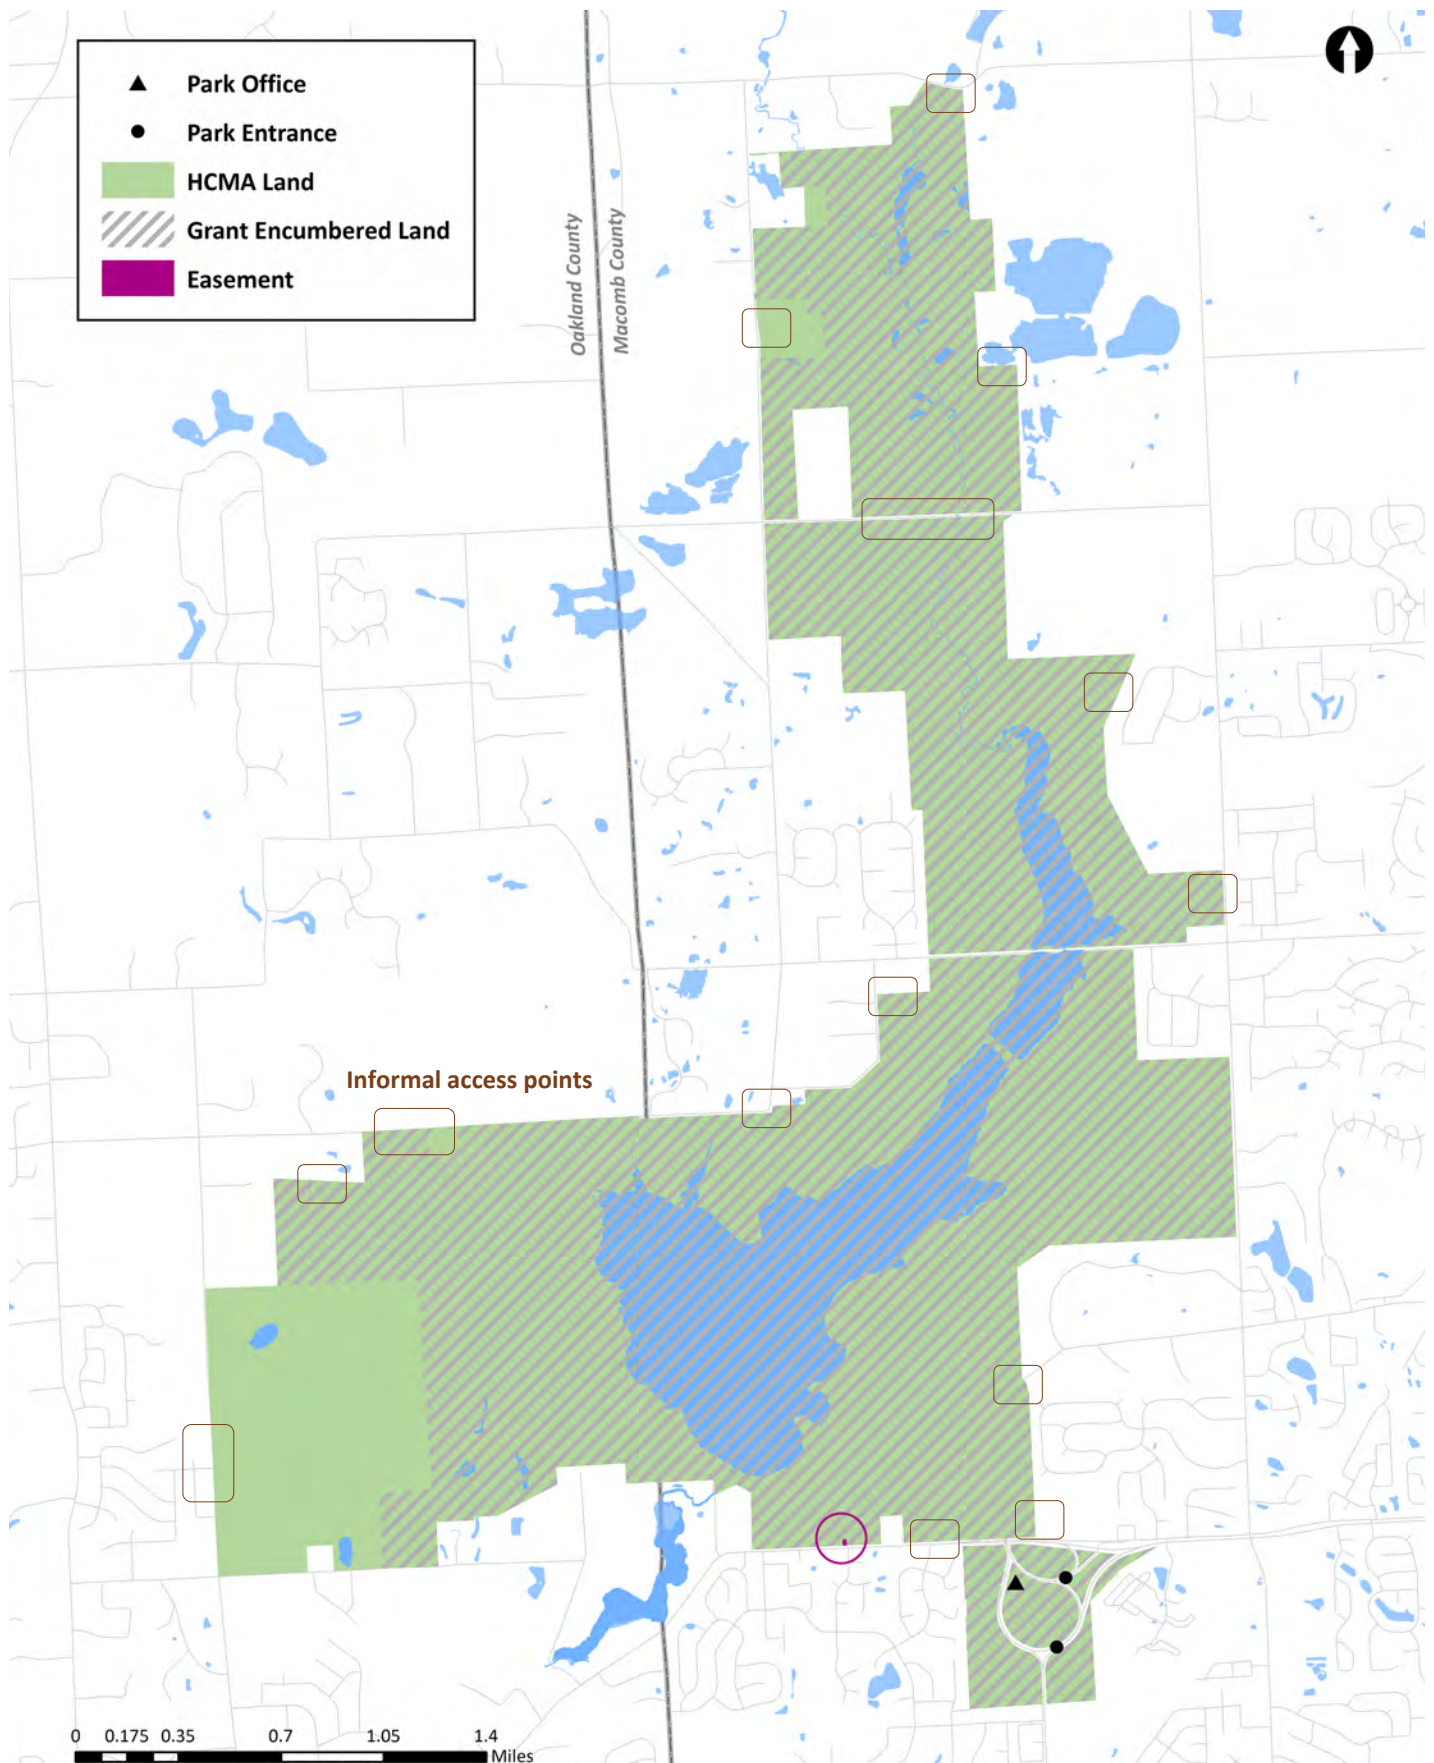 Park Office
Park Entrance
HCMA Land
Grant Encumbered Land
Easement
Oakland County
Macomb County
Informal access points
0 0.175 0.35 0.7 1.05 1.4
Miles